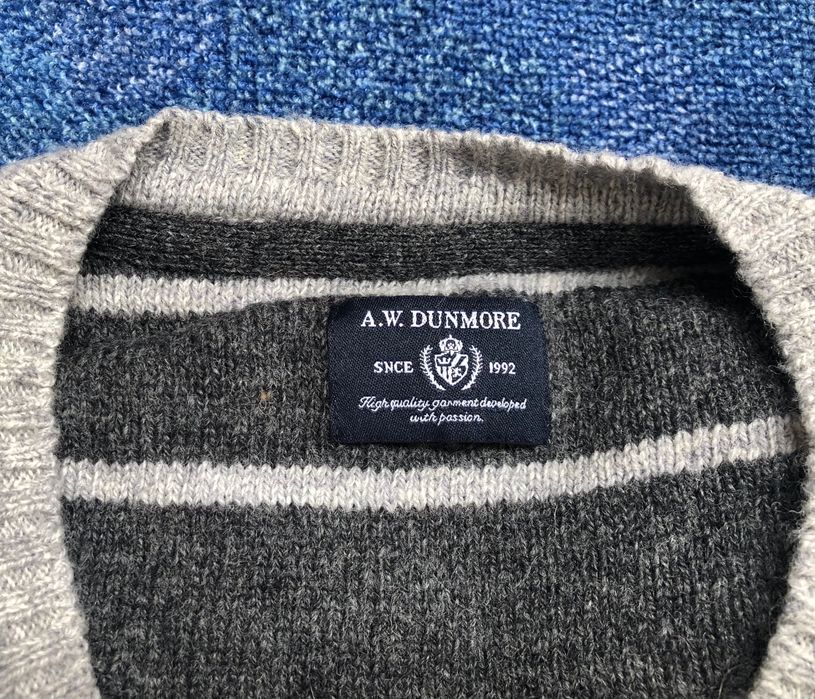 A.W. DUNMORE
SNCE 1992
High quality garment developed
with passion.